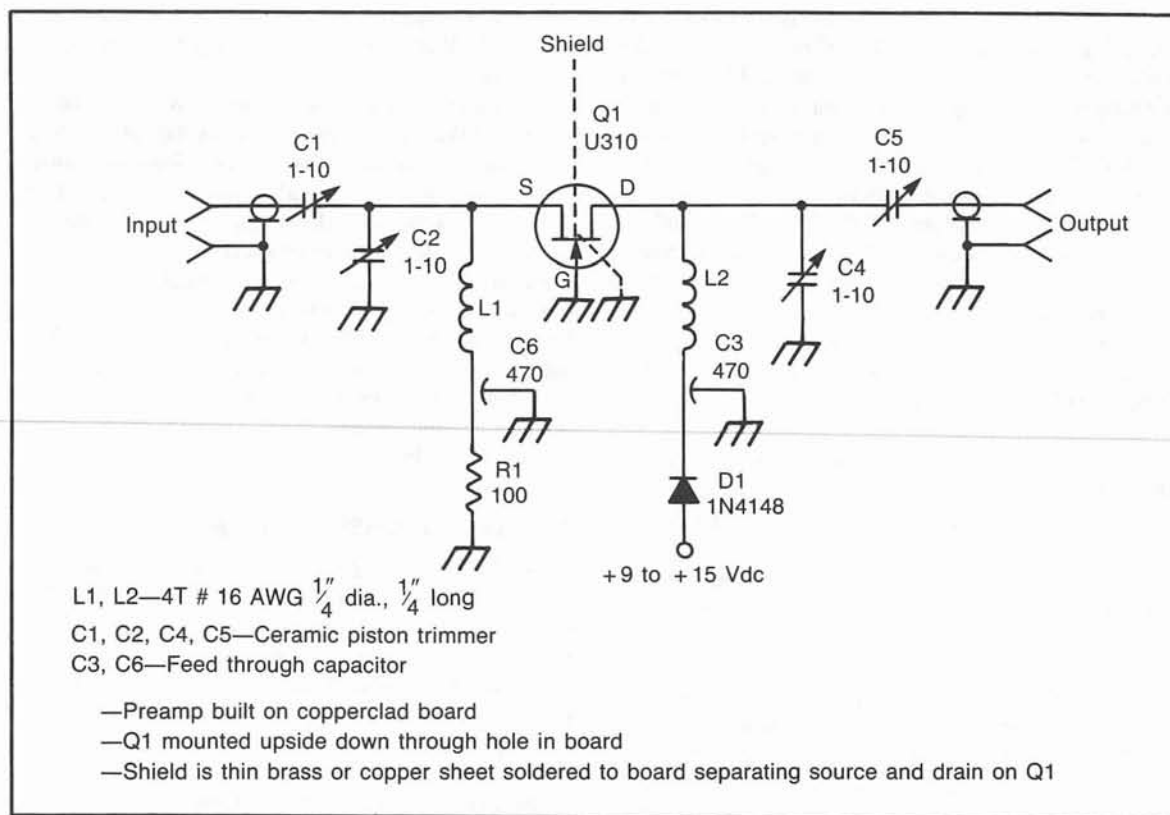 Shield
Q1
U310
C1
1-10
C5
1-10
S
D
Input
Output
C2
1-10
G
L1
L2
C4
1-10
C6
470
C3
470
R1
100
D1
1N4148
+9 to +15 Vdc
L1, L2—4T # 16 AWG 1/4" dia., 1/4" long
C1, C2, C4, C5—Ceramic piston trimmer
C3, C6—Feed through capacitor
—Preamp built on copperclad board
—Q1 mounted upside down through hole in board
—Shield is thin brass or copper sheet soldered to board separating source and drain on Q1